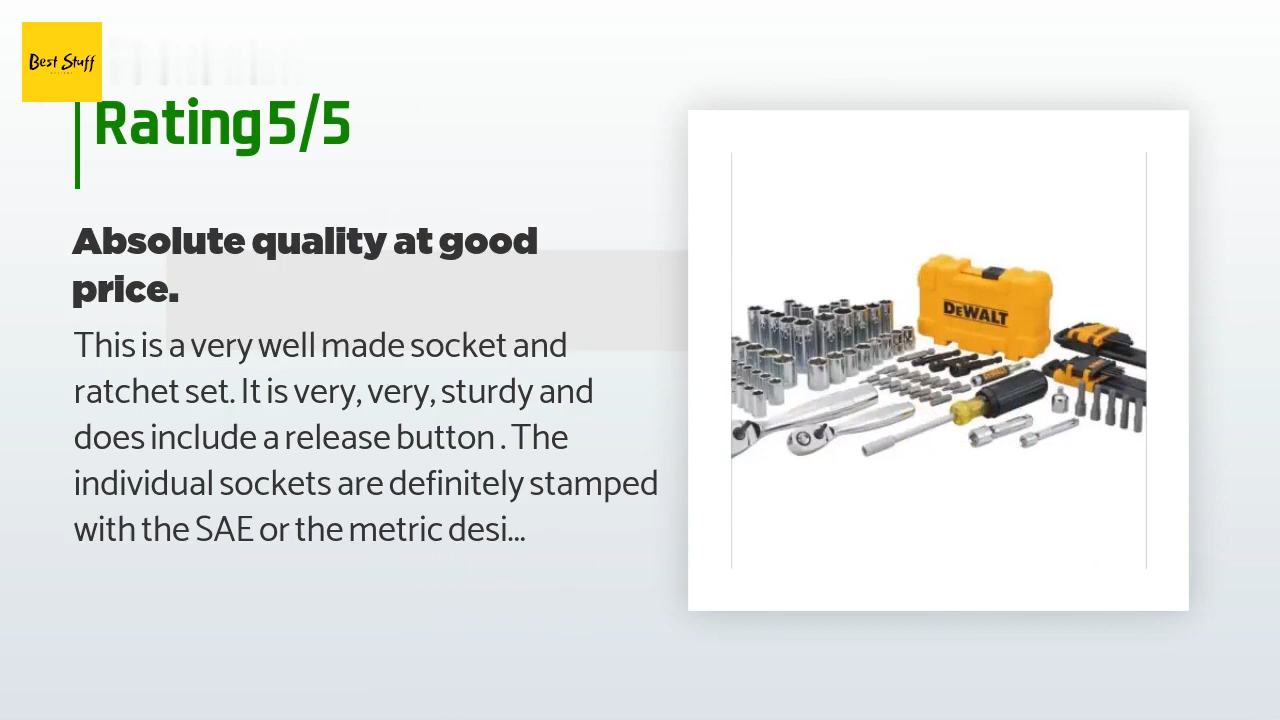 Best Stuff
Rating 5/5
Absolute quality at good
price.
This is a very well made socket and
ratchet set. It is very, very, sturdy and
does include a release button . The
individual sockets are definitely stamped
with the SAE or the metric desi...
DEWALT